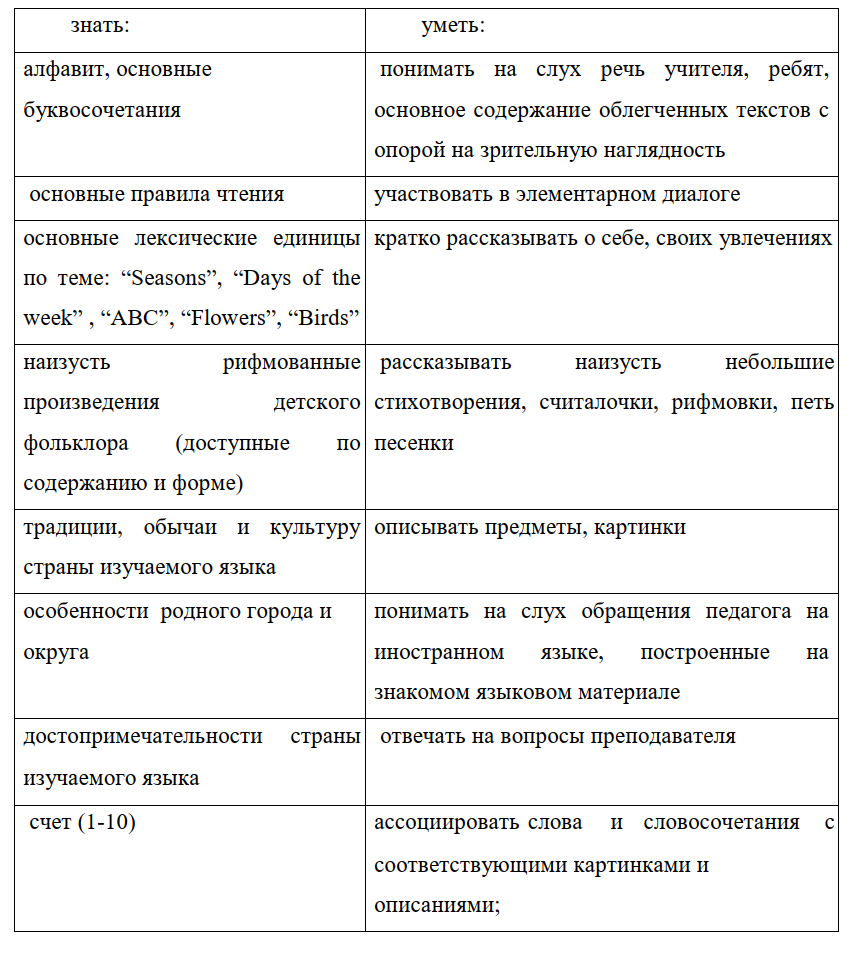 знать:
уметь:
алфавит, основные
буквосочетания
понимать на слух речь учителя, ребят,
основное содержание облегченных текстов с
опорой на зрительную наглядность
основные правила чтения
участвовать в элементарном диалоге
основные лексические единицы
по теме: “Seasons”, “Days of the
week” , “ABC”, “Flowers”, “Birds”
кратко рассказывать о себе, своих увлечениях
наизусть рифмованные
произведения детского
фольклора (доступные по
содержанию и форме)
рассказывать наизусть небольшие
стихотворения, считалочки, рифмовки, петь
песенки
традиции, обычаи и культуру
страны изучаемого языка
описывать предметы, картинки
особенности родного города и
округа
понимать на слух обращения педагога на
иностранном языке, построенные на
знакомом языковом материале
достопримечательности страны
изучаемого языка
отвечать на вопросы преподавателя
счет (1-10)
ассоциировать слова и словосочетания с
соответствующими картинками и
описаниями;